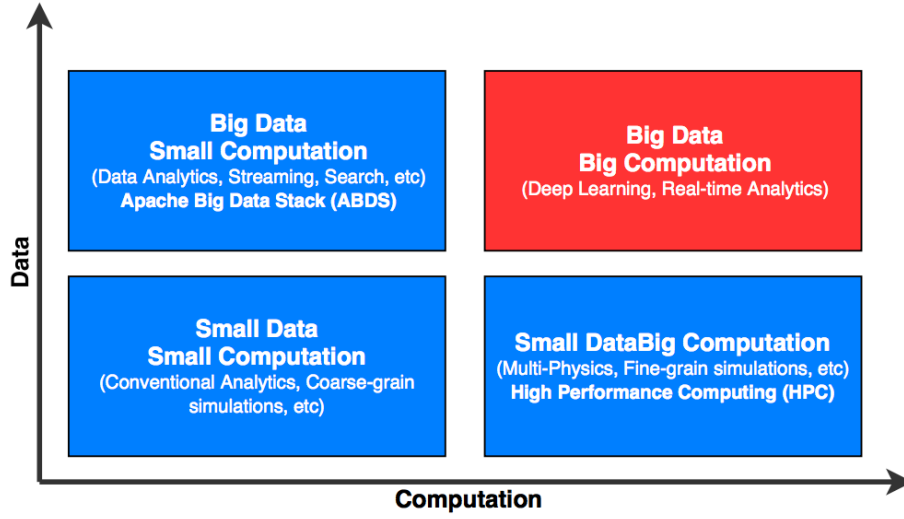 Big Data
Small Computation
(Data Analytics, Streaming, Search, etc)
Apache Big Data Stack (ABDS)
Big Data
Big Computation
(Deep Learning, Real-time Analytics)
Data
Small Data
Small Computation
(Conventional Analytics, Coarse-grain
simulations, etc)
Small DataBig Computation
(Multi-Physics, Fine-grain simulations, etc)
High Performance Computing (HPC)
Computation